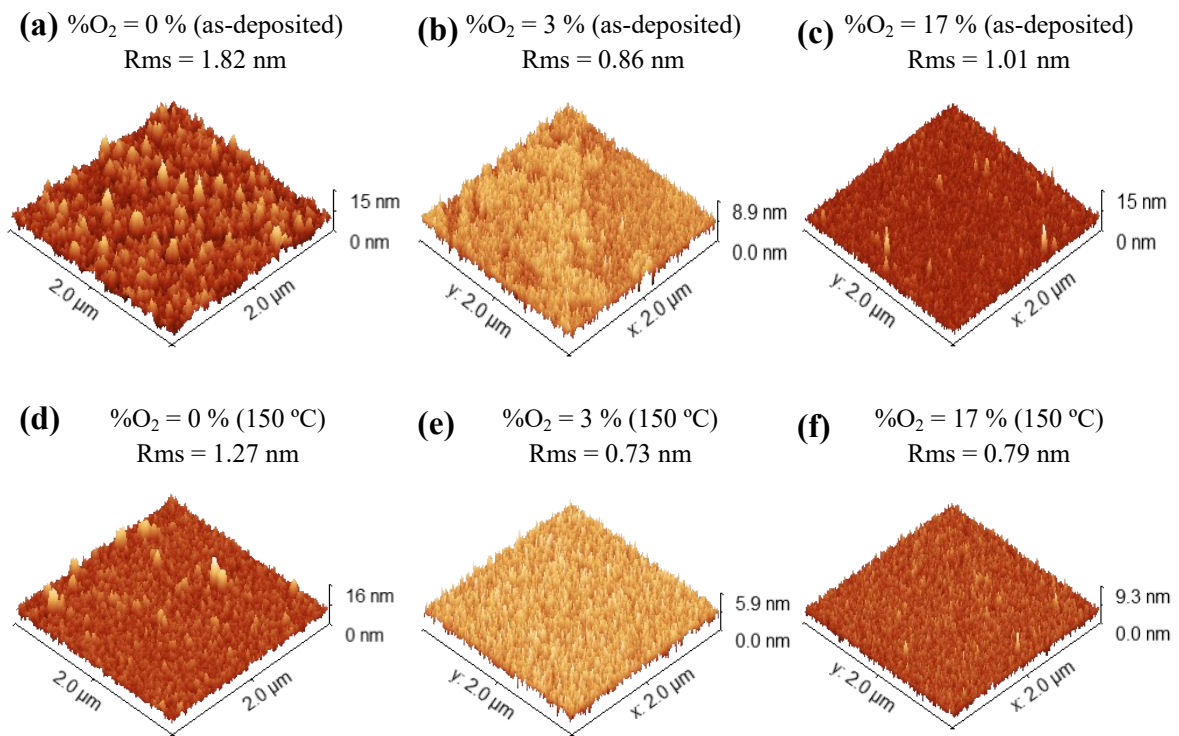 (a) %O₂ = 0 % (as-deposited)
Rms = 1.82 nm
15 nm
0 nm
2.0 µm
2.0 µm
(b) %O₂ = 3 % (as-deposited)
Rms = 0.86 nm
8.9 nm
0.0 nm
y: 2.0 µm
x: 2.0 µm
(c) %O₂ = 17 % (as-deposited)
Rms = 1.01 nm
15 nm
0 nm
y: 2.0 µm
x: 2.0 µm
(d) %O₂ = 0 % (150 ºC)
Rms = 1.27 nm
16 nm
0 nm
2.0 µm
2.0 µm
(e) %O₂ = 3 % (150 ºC)
Rms = 0.73 nm
5.9 nm
0.0 nm
y: 2.0 µm
x: 2.0 µm
(f) %O₂ = 17 % (150 ºC)
Rms = 0.79 nm
9.3 nm
0.0 nm
y: 2.0 µm
x: 2.0 µm